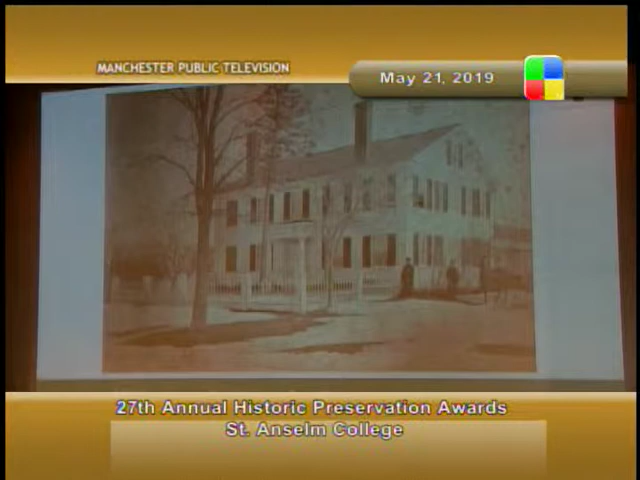 MANCHESTER PUBLIC TELEVISION
May 21, 2019
27th Annual Historic Preservation Awards
St. Anselm College